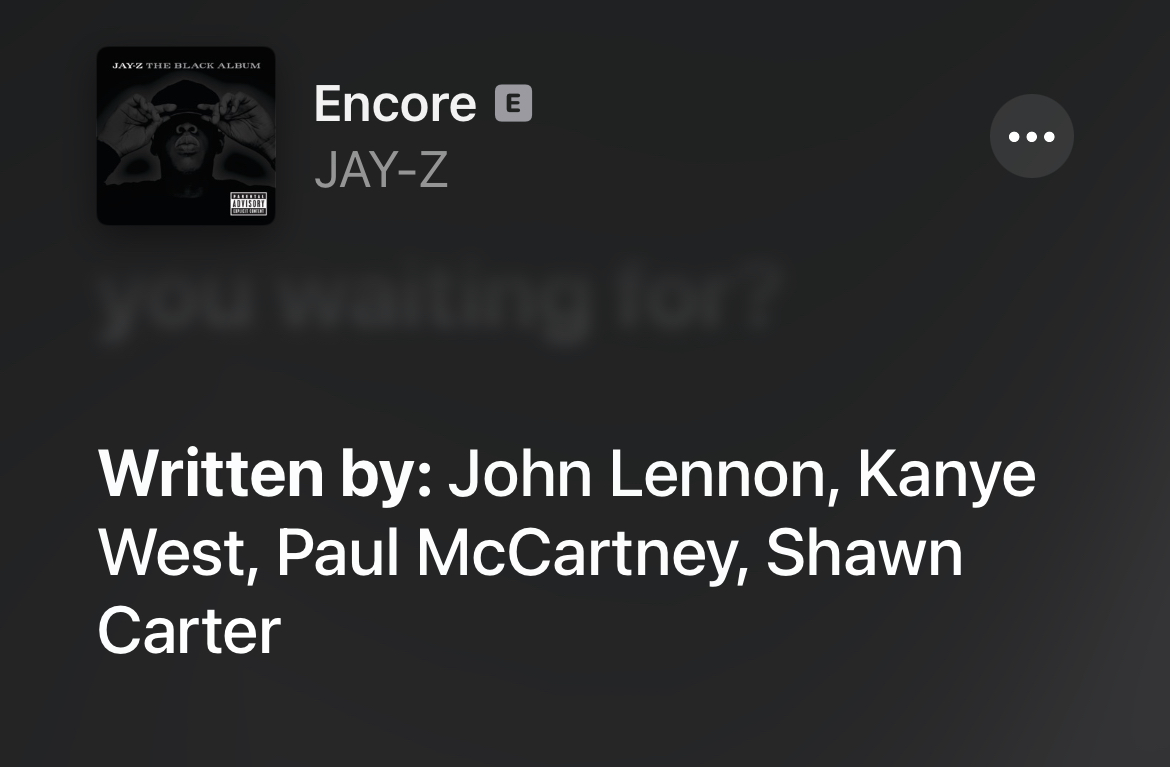 JAY-Z THE BLACK ALBUM
Encore E
JAY-Z
PARENTAL
ADVISORY
EXPLICIT CONTENT
you waiting for?
Written by: John Lennon, Kanye
West, Paul McCartney, Shawn
Carter